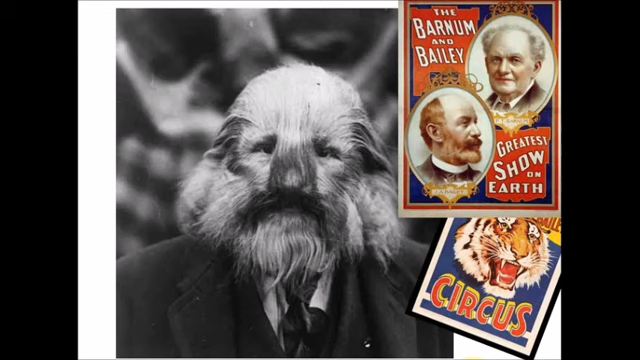 THE
BARNUM
AND
BAILEY
GREATEST
SHOW
ON
EARTH
CIRCUS